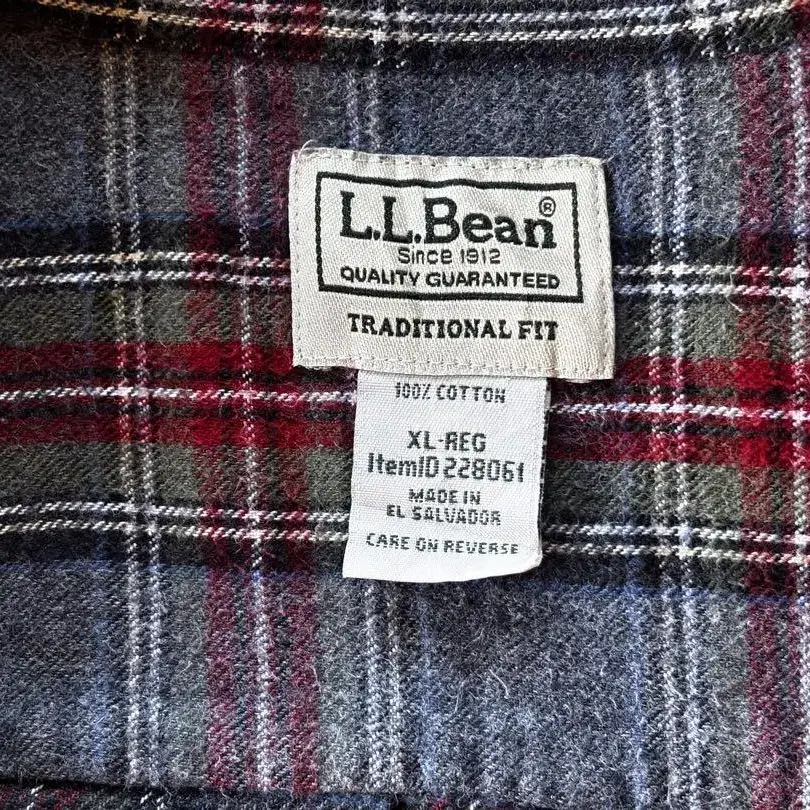 L.L.Bean®
Since 1912
QUALITY GUARANTEED
TRADITIONAL FIT
100% COTTON
XL-REG
ItemID 228061
MADE IN
EL SALVADOR
CARE ON REVERSE